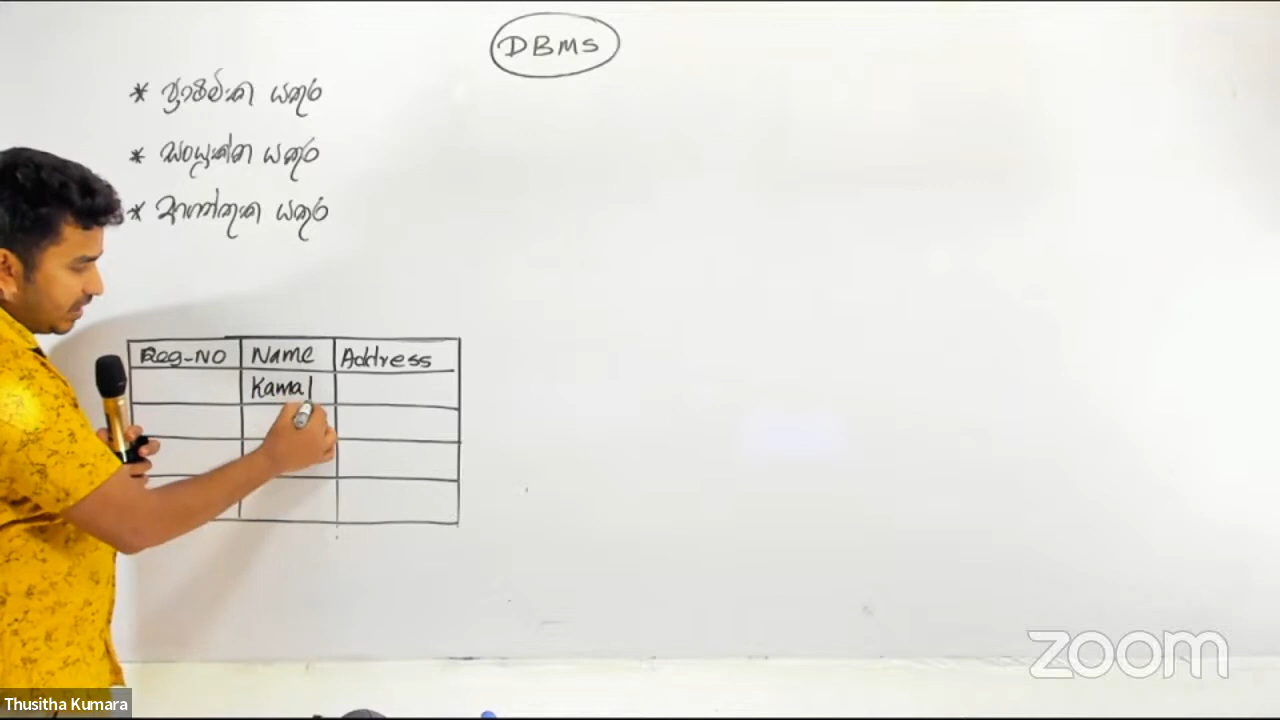 DBMS
* ප්‍රාථමික යතුර
* සංයුක්ත යතුර
* ආගන්තුක යතුර
Reg-NO Name Address
Kamal
zoom
Thusitha Kumara